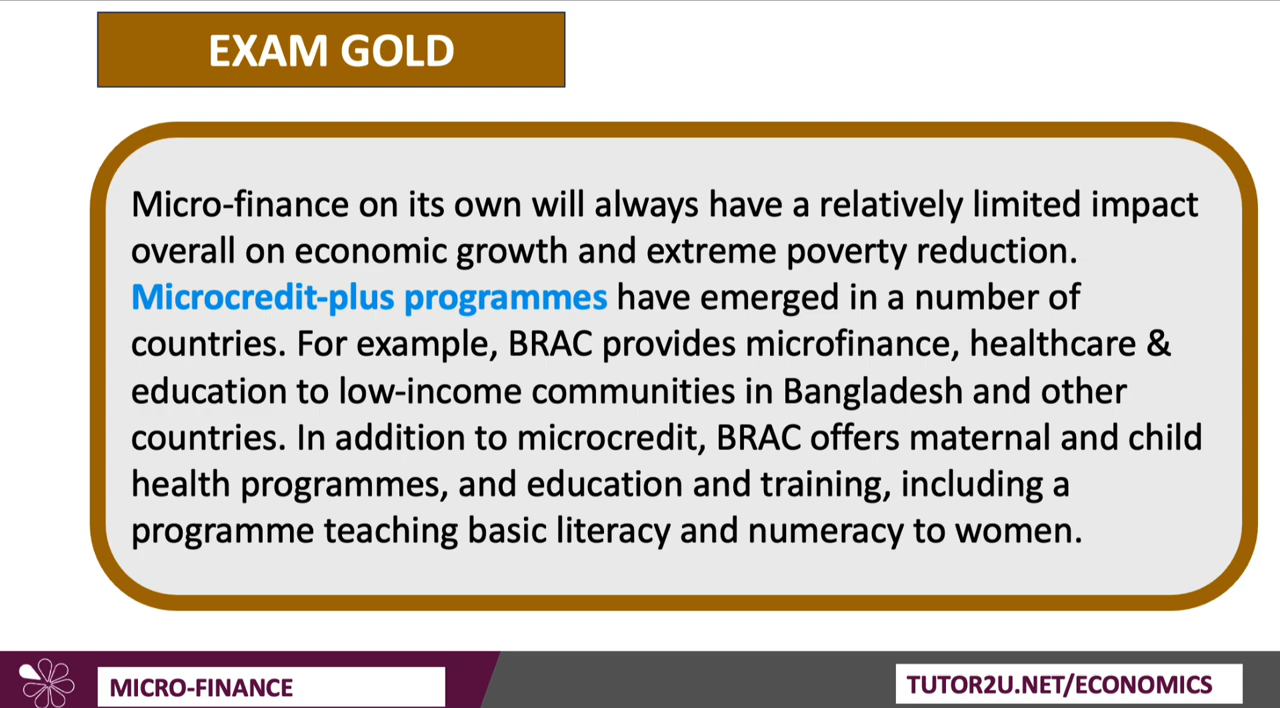 EXAM GOLD
Micro-finance on its own will always have a relatively limited impact
overall on economic growth and extreme poverty reduction.
Microcredit-plus programmes have emerged in a number of
countries. For example, BRAC provides microfinance, healthcare &
education to low-income communities in Bangladesh and other
countries. In addition to microcredit, BRAC offers maternal and child
health programmes, and education and training, including a
programme teaching basic literacy and numeracy to women.
MICRO-FINANCE
TUTOR2U.NET/ECONOMICS